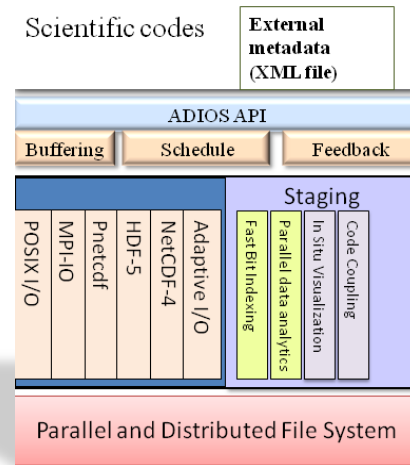 Scientific codes
External
metadata
(XML file)
ADIOS API
Buffering
Schedule
Feedback
Staging
POSIX I/O
MPI-IO
Pnetcdf
HDF-5
NetCDF-4
Adaptive I/O
Fast Bit Indexing
Parallel data analytics
In Situ Visualization
Code Coupling
Parallel and Distributed File System